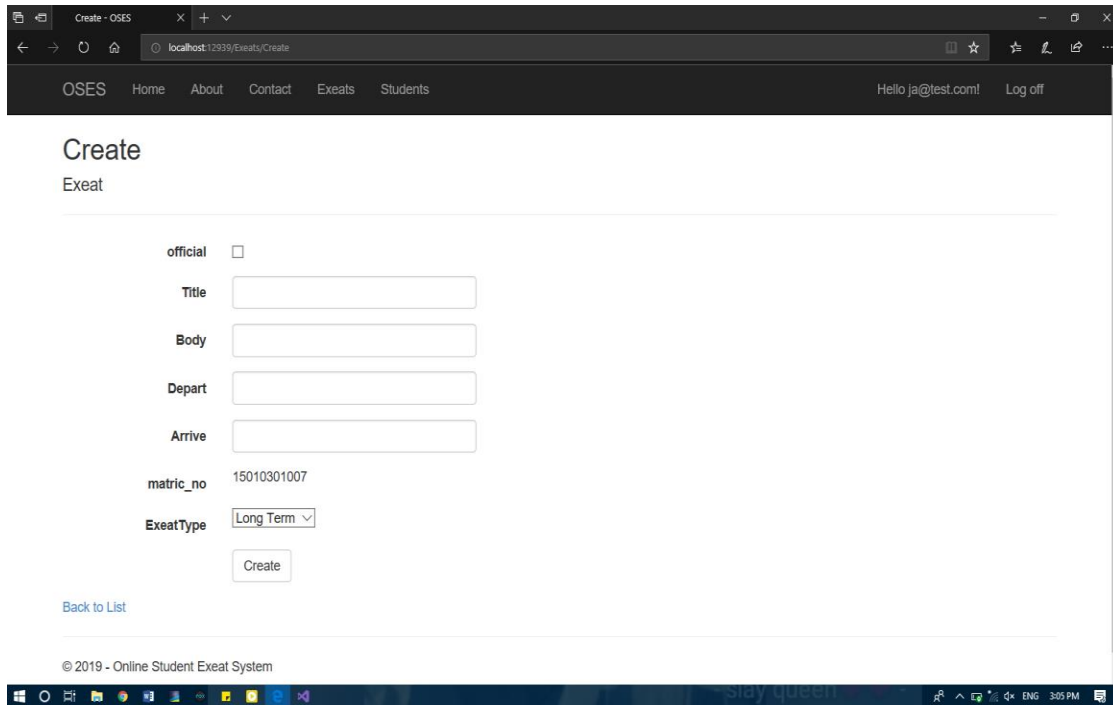 Create - OSES
localhost:12939/Exeats/Create
OSES Home About Contact Exeats Students Hello ja@test.com! Log off
Create
Exeat
official
Title
Body
Depart
Arrive
matric_no 15010301007
ExeatType Long Term
Create
Back to List
© 2019 - Online Student Exeat System
slay queen
ENG 3:05 PM